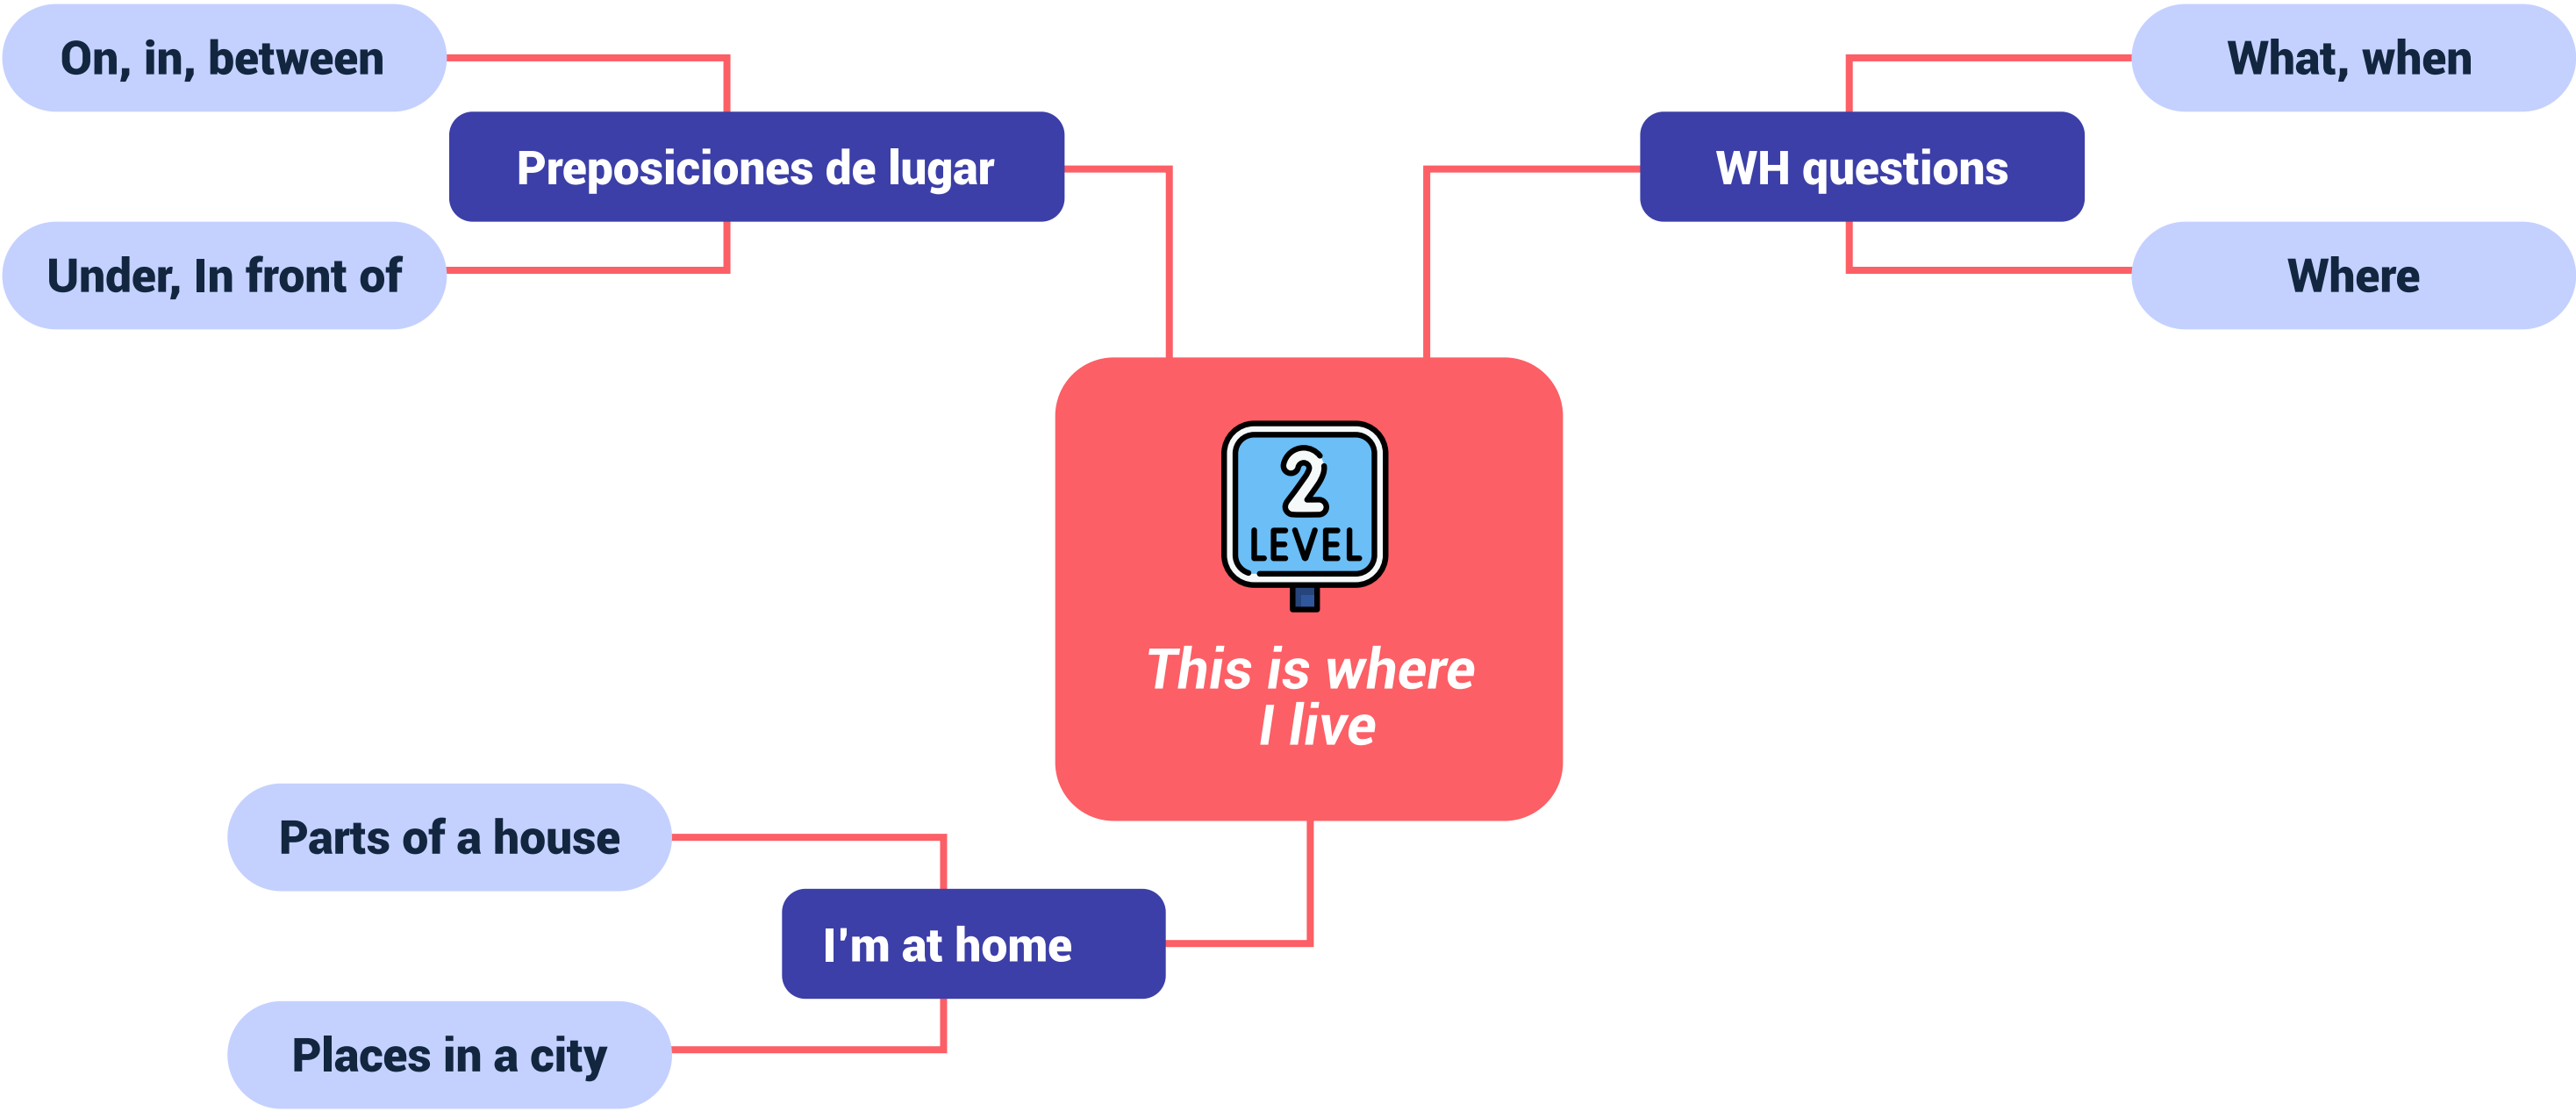 On, in, between
Preposiciones de lugar
Under, In front of
What, when
WH questions
Where
2
LEVEL
This is where
I live
Parts of a house
I'm at home
Places in a city